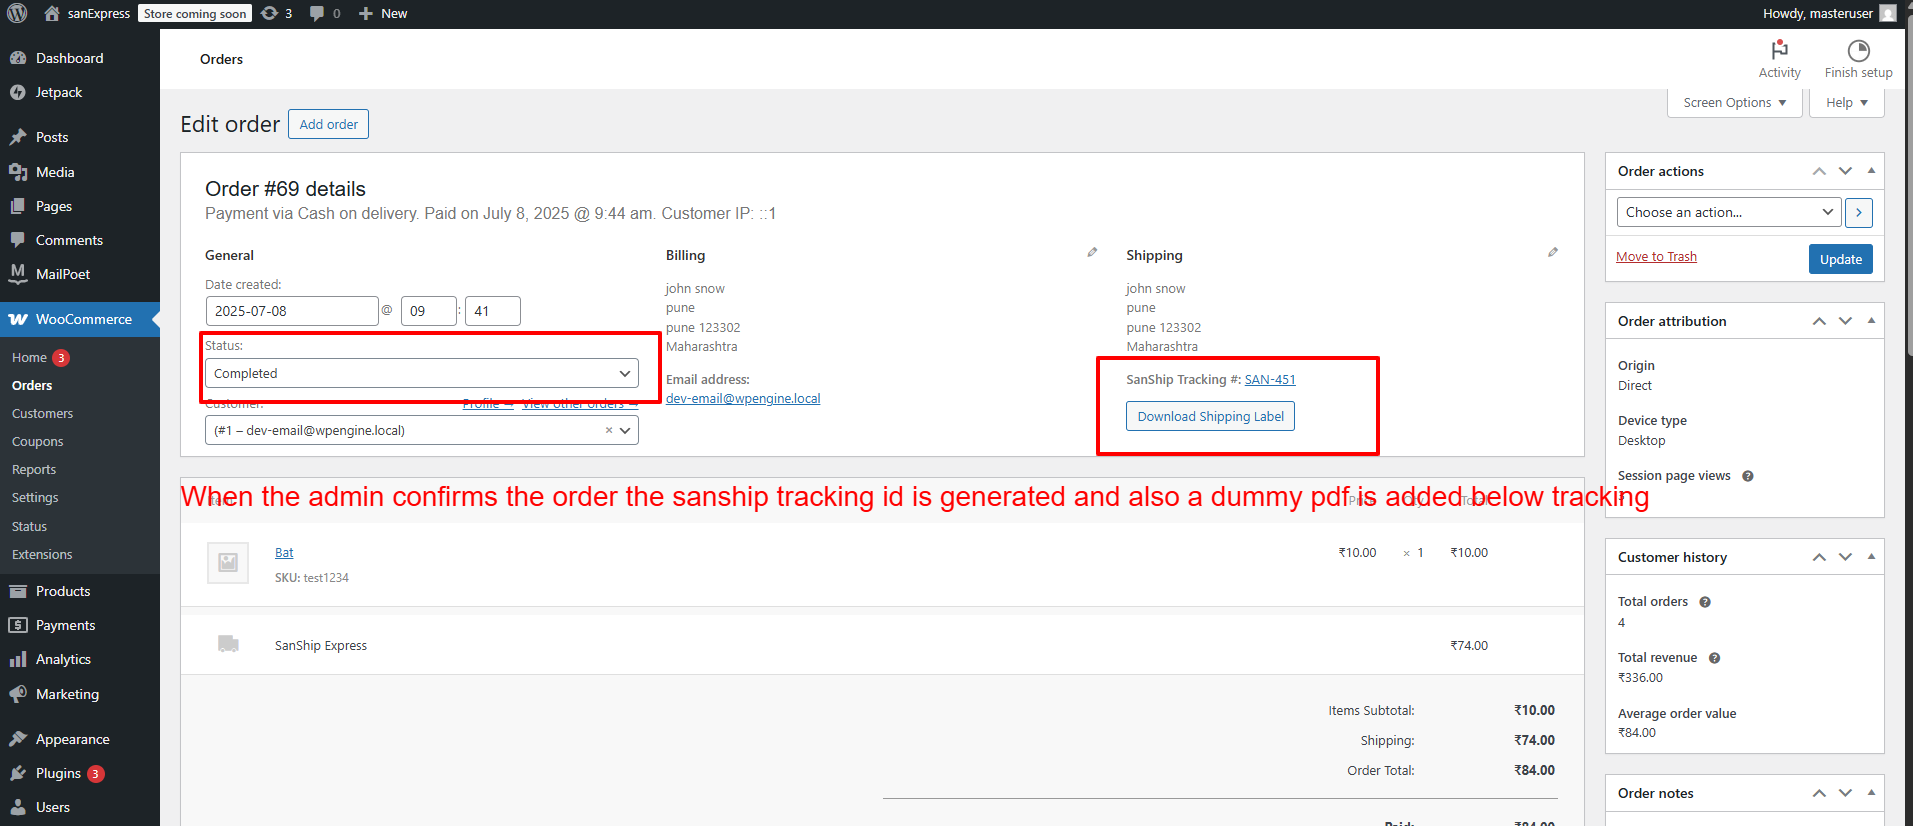 sanExpress Store coming soon 3 0 New Howdy, masteruser
Dashboard
Jetpack
Posts
Media
Pages
Comments
MailPoet
WooCommerce
Home 3
Orders
Customers
Coupons
Reports
Settings
Status
Extensions
Products
Payments
Analytics
Marketing
Appearance
Plugins 3
Users
Orders
Activity
Finish setup
Screen Options
Help
Edit order Add order
Order #69 details
Payment via Cash on delivery. Paid on July 8, 2025 @ 9:44 am. Customer IP: ::1
General
Date created:
2025-07-08 @ 09 : 41
Status:
Completed
Customer: Profile → View other orders →
(#1 – dev-email@wpengine.local) ×
Billing
john snow
pune
pune 123302
Maharashtra
Email address:
dev-email@wpengine.local
Shipping
john snow
pune
pune 123302
Maharashtra
SanShip Tracking #: SAN-451
Download Shipping Label
When the admin confirms the order the sanship tracking id is generated and also a dummy pdf is added below tracking
Item Qty Total
Bat ₹10.00 × 1 ₹10.00
SKU: test1234
SanShip Express ₹74.00
Items Subtotal: ₹10.00
Shipping: ₹74.00
Order Total: ₹84.00
Paid: ₹84.00
Order actions
Choose an action...
Move to Trash Update
Order attribution
Origin
Direct
Device type
Desktop
Session page views
Customer history
Total orders
4
Total revenue
₹336.00
Average order value
₹84.00
Order notes